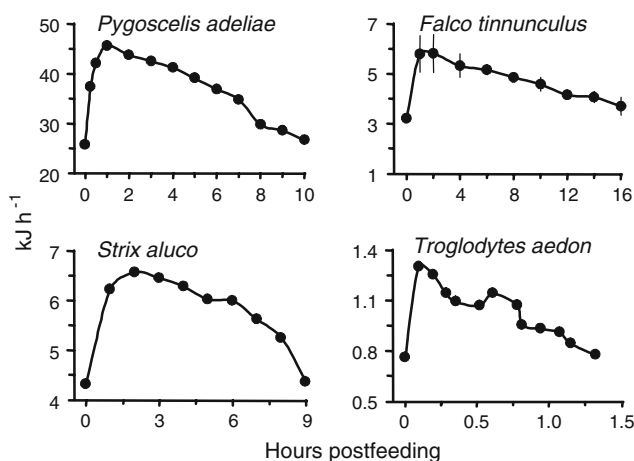 Pygoscelis adeliae
50
40
30
20
0 2 4 6 8 10
Falco tinnunculus
7
5
3
1
0 4 8 12 16
kJ h⁻¹
Strix aluco
7
6
5
4
0 3 6 9
Troglodytes aedon
1.4
1.1
0.8
0.5
0 0.5 1.0 1.5
Hours postfeeding